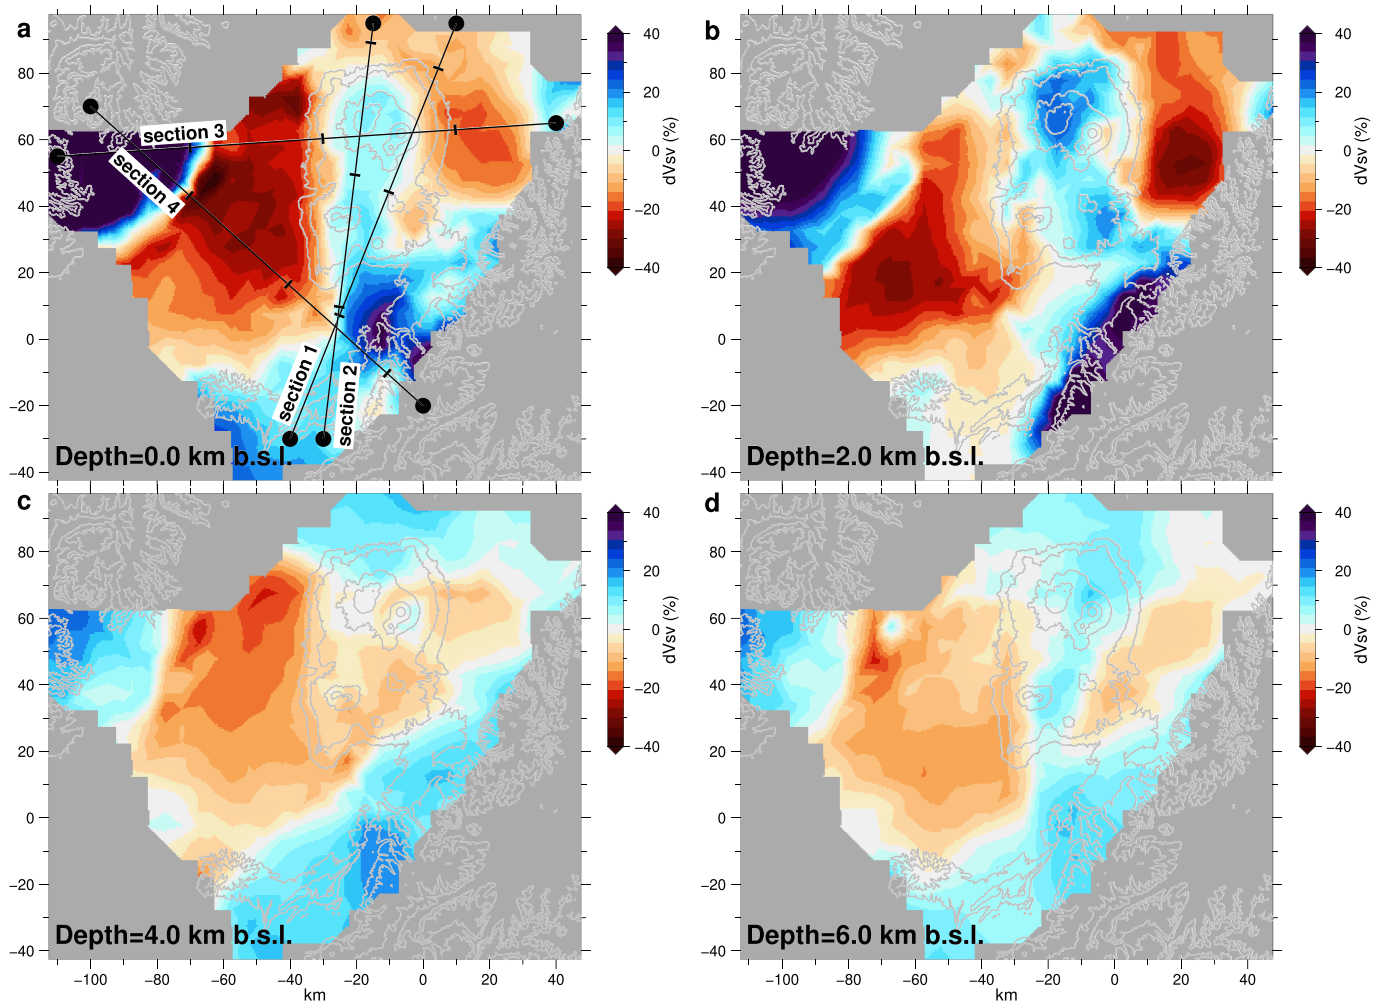 a
b
80
60
40
20
0
−20
−40
section 3
section 4
section 1
section 2
Depth=0.0 km b.s.l.
40
20
0
−20
−40
dVsv (%)
80
60
40
20
0
−20
−40
Depth=2.0 km b.s.l.
40
20
0
−20
−40
dVsv (%)
c
d
80
60
40
20
0
−20
−40
Depth=4.0 km b.s.l.
40
20
0
−20
−40
dVsv (%)
−100 −80 −60 −40 −20 0 20 40
km
80
60
40
20
0
−20
−40
Depth=6.0 km b.s.l.
40
20
0
−20
−40
dVsv (%)
−100 −80 −60 −40 −20 0 20 40
km